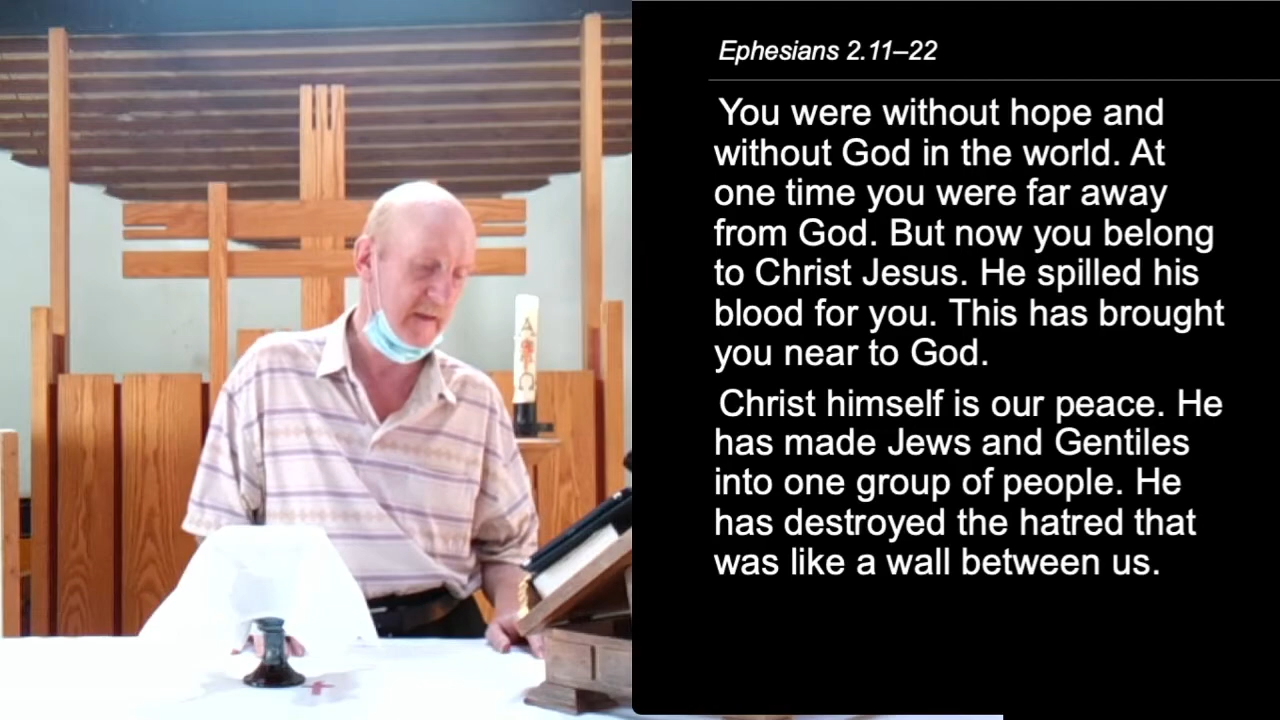 Ephesians 2.11–22
You were without hope and
without God in the world. At
one time you were far away
from God. But now you belong
to Christ Jesus. He spilled his
blood for you. This has brought
you near to God.
Christ himself is our peace. He
has made Jews and Gentiles
into one group of people. He
has destroyed the hatred that
was like a wall between us.
Α
Ω